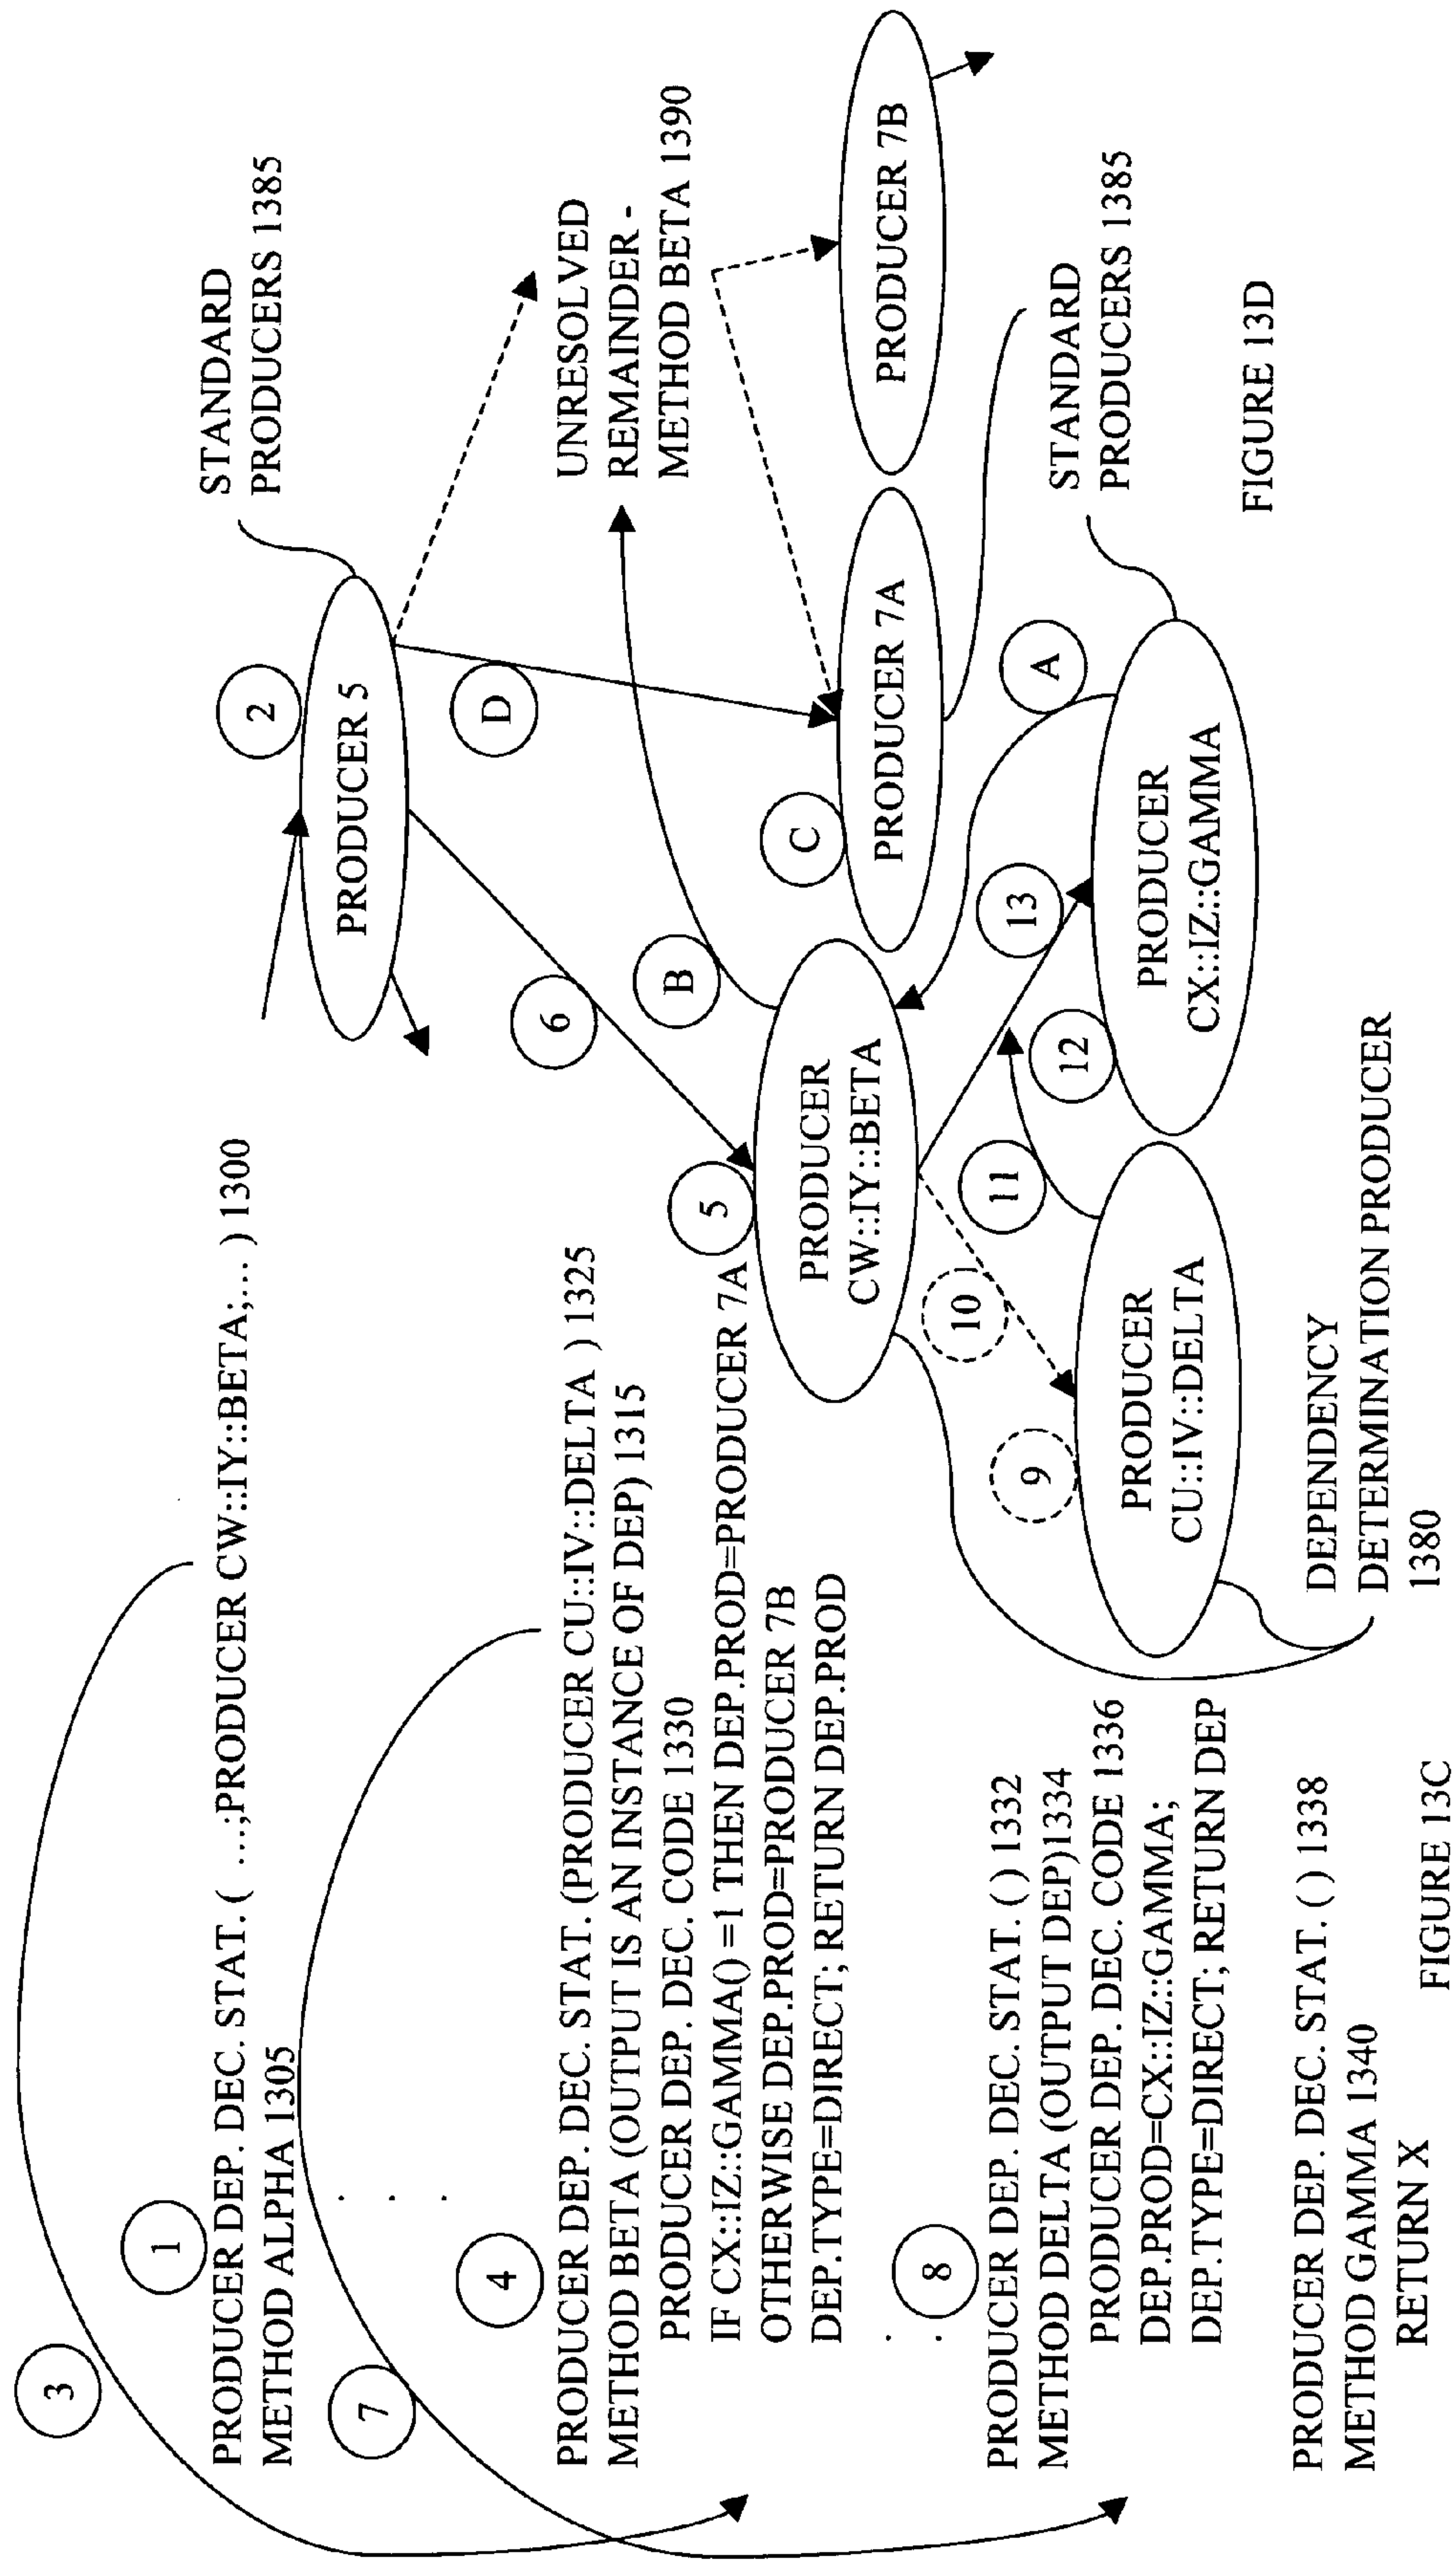 3
1
PRODUCER DEP. DEC. STAT. ( ...;PRODUCER CW::IY::BETA;... ) 1300
METHOD ALPHA 1305
.
.
.
7
4
PRODUCER DEP. DEC. STAT. (PRODUCER CU::IV::DELTA ) 1325
METHOD BETA (OUTPUT IS AN INSTANCE OF DEP) 1315
PRODUCER DEP. DEC. CODE 1330
IF CX::IZ::GAMMA() =1 THEN DEP.PROD=PRODUCER 7A
OTHERWISE DEP.PROD=PRODUCER 7B
DEP.TYPE=DIRECT; RETURN DEP.PROD
.
.
8
PRODUCER DEP. DEC. STAT. ( ) 1332
METHOD DELTA (OUTPUT DEP)1334
PRODUCER DEP. DEC. CODE 1336
DEP.PROD=CX::IZ::GAMMA;
DEP.TYPE=DIRECT; RETURN DEP
PRODUCER DEP. DEC. STAT. ( ) 1338
METHOD GAMMA 1340
RETURN X
FIGURE 13C
STANDARD
PRODUCERS 1385
2
PRODUCER 5
D
6
UNRESOLVED
REMAINDER -
METHOD BETA 1390
B
5
PRODUCER
CW::IY::BETA
C
PRODUCER 7A
PRODUCER 7B
10
11
13
A
STANDARD
PRODUCERS 1385
9
12
PRODUCER
CU::IV::DELTA
PRODUCER
CX::IZ::GAMMA
DEPENDENCY
DETERMINATION PRODUCER
1380
FIGURE 13D